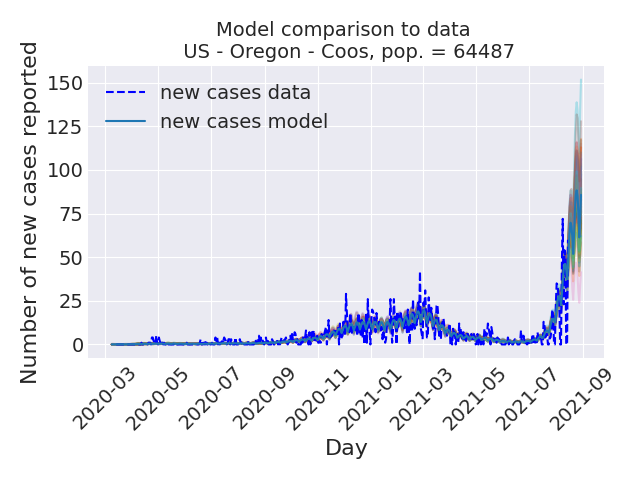 Model comparison to data
US - Oregon - Coos, pop. = 64487
Number of new cases reported
150
125
100
75
50
25
0
new cases data
new cases model
2020-03
2020-05
2020-07
2020-09
2020-11
2021-01
2021-03
2021-05
2021-07
2021-09
Day